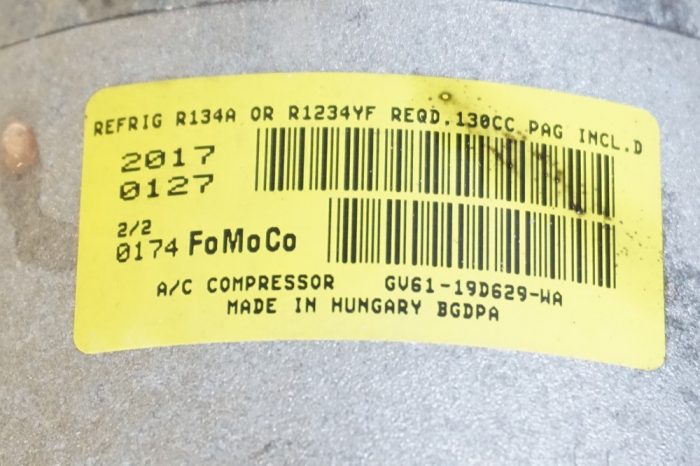 REFRIG R134A OR R1234YF REQD.130CC PAG INCL.D
2017
0127
2/2
0174 FoMoCo
A/C COMPRESSOR GV61-19D629-WA
MADE IN HUNGARY BGDPA